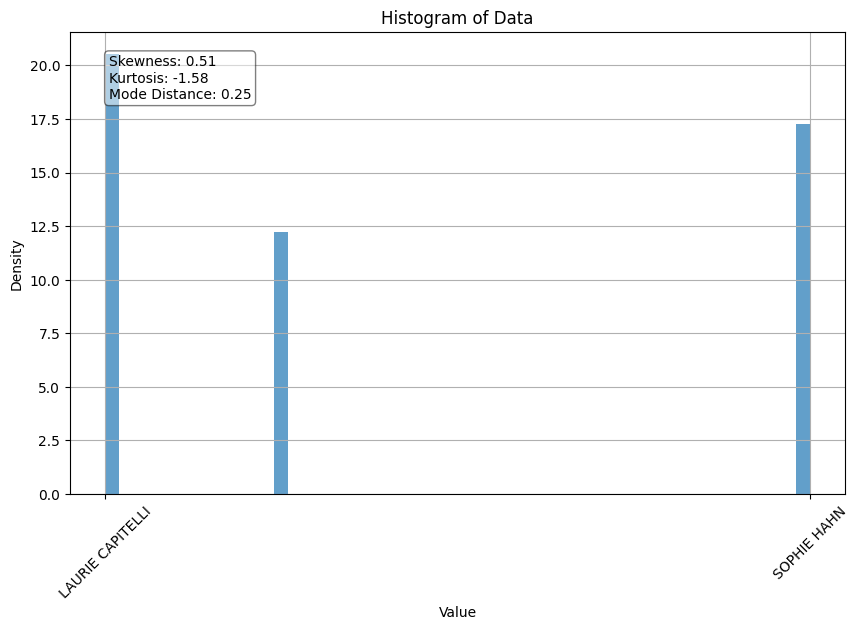 Histogram of Data
Skewness: 0.51
Kurtosis: -1.58
Mode Distance: 0.25
20.0
17.5
15.0
12.5
10.0
7.5
5.0
2.5
0.0
Density
LAURIE CAPITELLI
SOPHIE HAHN
Value